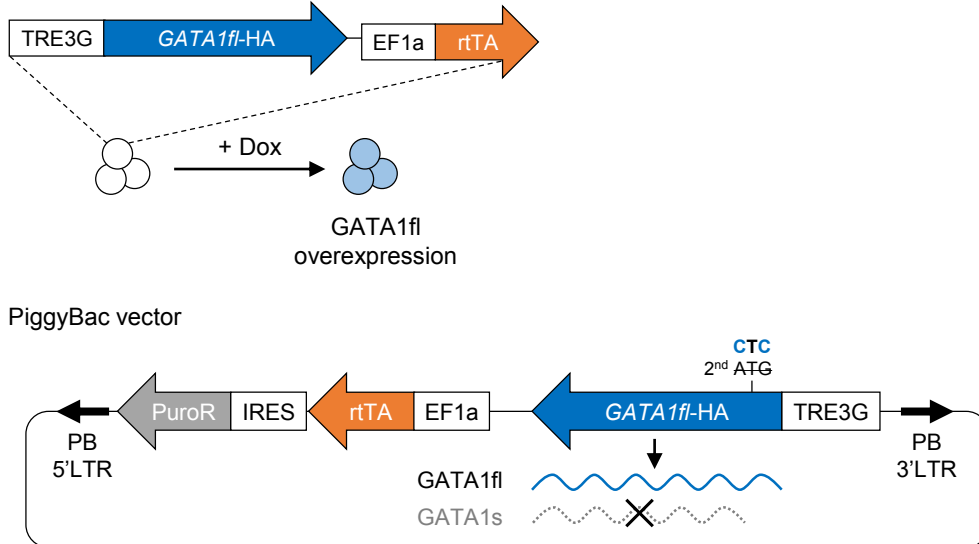 TRE3G GATA1fl-HA EF1a rtTA
+ Dox
GATA1fl
overexpression
PiggyBac vector
CTC
2nd ATG
PuroR IRES rtTA EF1a GATA1fl-HA TRE3G
PB
5'LTR
PB
3'LTR
GATA1fl
GATA1s